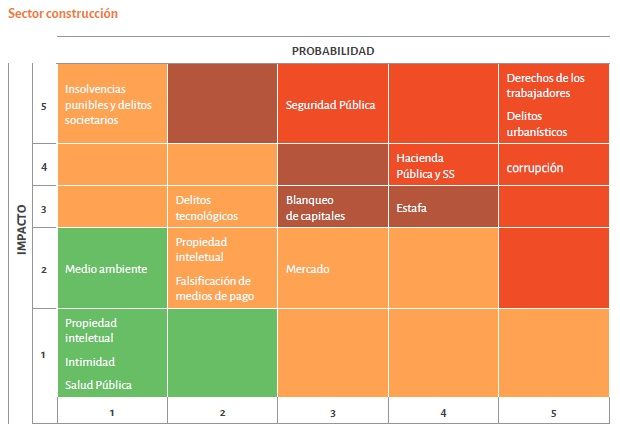 Sector construcción
PROBABILIDAD
IMPACTO
5
Insolvencias
punibles y delitos
societarios
Seguridad Pública
Derechos de los
trabajadores
Delitos
urbanísticos
4
Hacienda
Pública y SS
corrupción
3
Delitos
tecnológicos
Blanqueo
de capitales
Estafa
2
Medio ambiente
Propiedad
inteletual
Falsificación de
medios de pago
Mercado
1
Propiedad
inteletual
Intimidad
Salud Pública
1
2
3
4
5